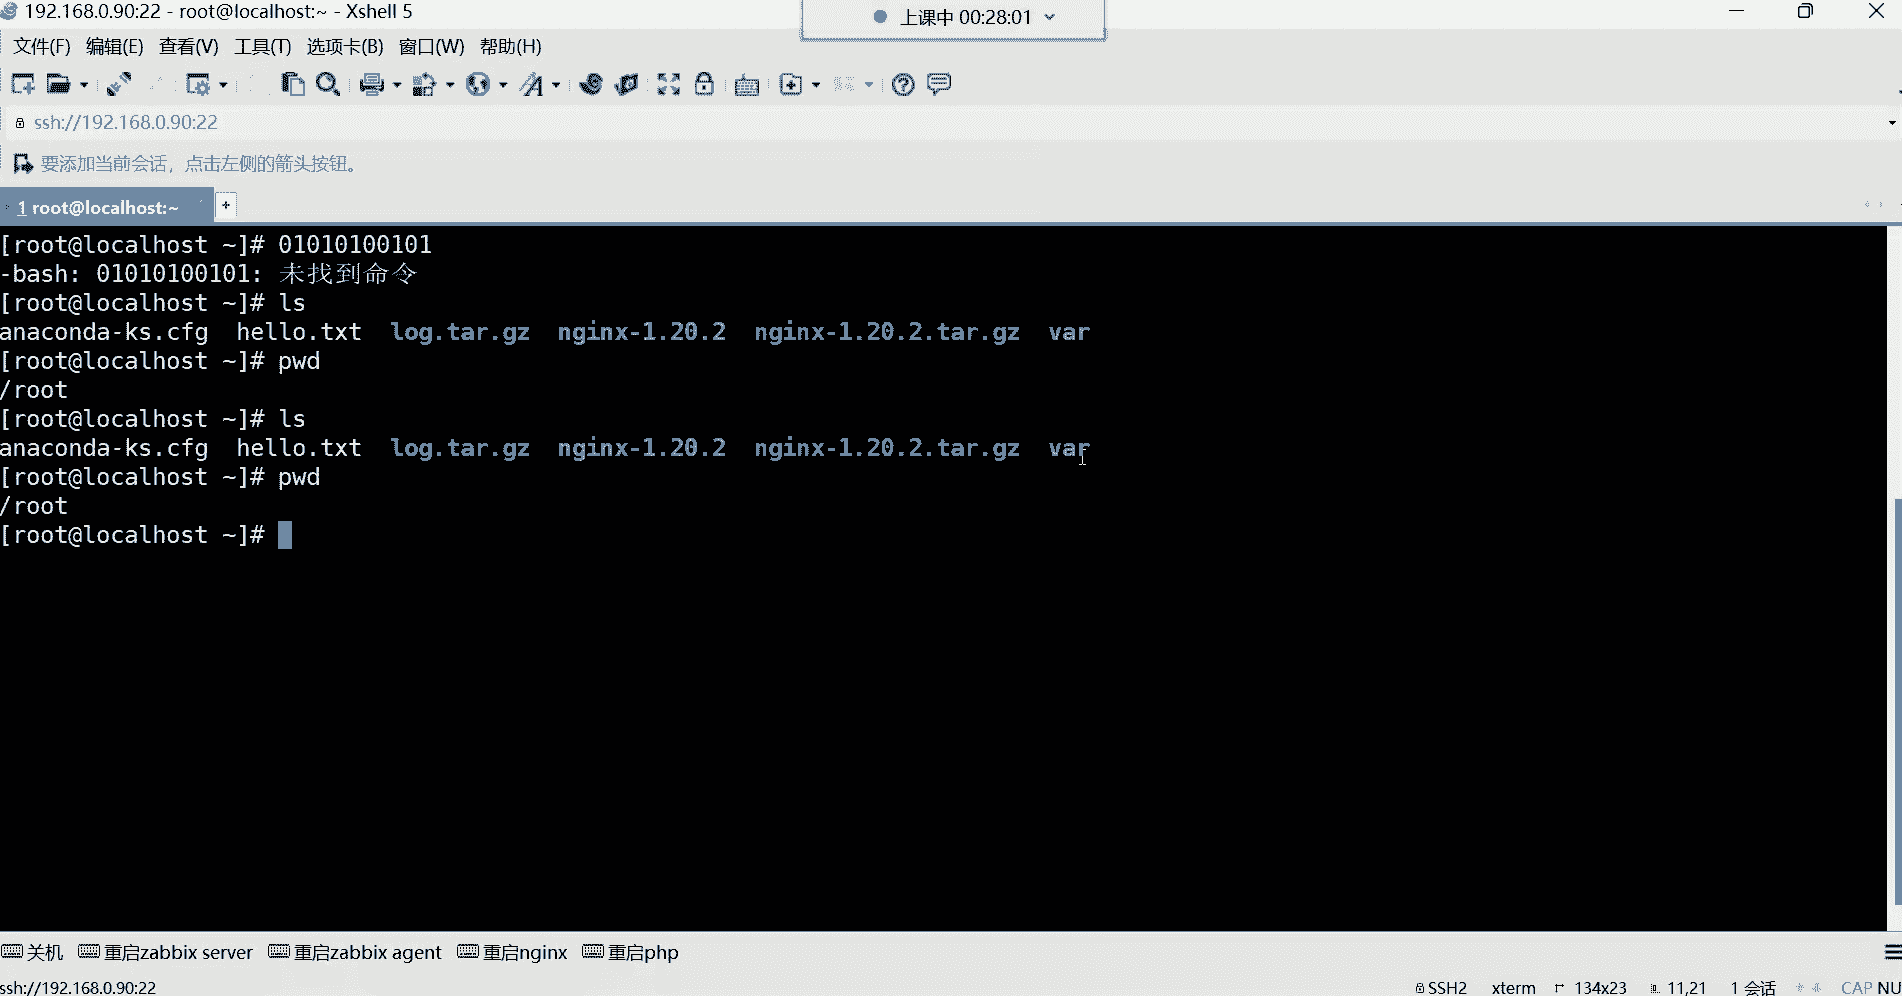 192.168.0.90:22 - root@localhost:~ - Xshell 5
上课中 00:28:01
文件(F) 编辑(E) 查看(V) 工具(T) 选项卡(B) 窗口(W) 帮助(H)
ssh://192.168.0.90:22
要添加当前会话，点击左侧的箭头按钮。
1 root@localhost:~ +
[root@localhost ~]# 01010100101
-bash: 01010100101: 未找到命令
[root@localhost ~]# ls
anaconda-ks.cfg  hello.txt  log.tar.gz  nginx-1.20.2  nginx-1.20.2.tar.gz  var
[root@localhost ~]# pwd
/root
[root@localhost ~]# ls
anaconda-ks.cfg  hello.txt  log.tar.gz  nginx-1.20.2  nginx-1.20.2.tar.gz  var
[root@localhost ~]# pwd
/root
[root@localhost ~]#
关机 重启zabbix server 重启zabbix agent 重启nginx 重启php
ssh://192.168.0.90:22 SSH2 xterm 134x23 11,21 1 会话 CAP NU